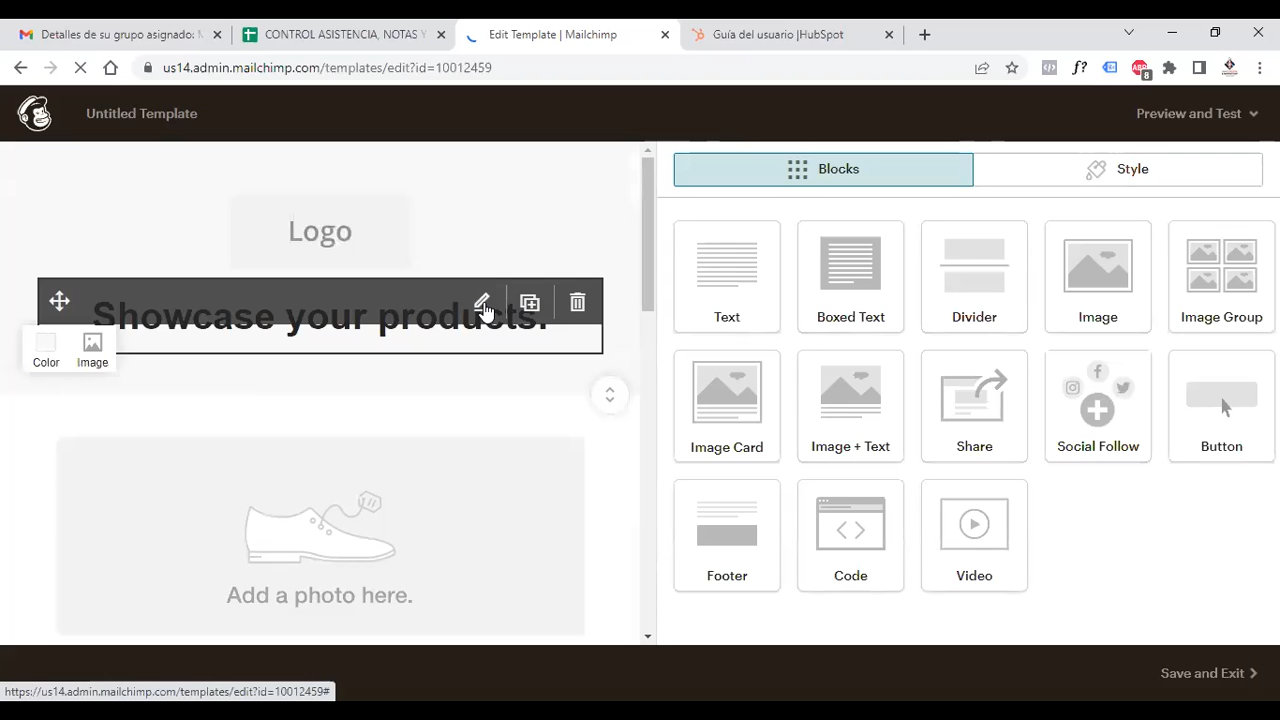 Detalles de su grupo asignado: M
CONTROL ASISTENCIA, NOTAS Y
Edit Template | Mailchimp
Guía del usuario |HubSpot
us14.admin.mailchimp.com/templates/edit?id=10012459
f?
ABP
8
Untitled Template
Preview and Test
Blocks
Style
Logo
Showcase your products.
Color
Image
Add a photo here.
Text
Boxed Text
Divider
Image
Image Group
Image Card
Image + Text
Share
Social Follow
Button
Footer
Code
Video
Save and Exit
https://us14.admin.mailchimp.com/templates/edit?id=10012459#